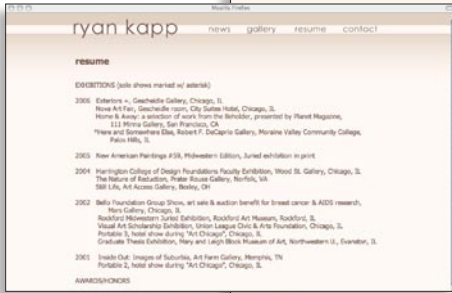 Mozilla Firefox
ryan kapp
news gallery resume contact
resume
EXHIBITIONS (solo shows marked w/ asterisk)
2006 Exteriors +, Gescheidle Gallery, Chicago, IL
Nova Art Fair, Gescheidle room, City Suites Hotel, Chicago, IL
Home & Away: a selection of work from the Beholder, presented by Planet Magazine,
111 Minna Gallery, San Francisco, CA
*Here and Somewhere Else, Robert F. DeCaprio Gallery, Moraine Valley Community College,
Palos Hills, IL
2005 New American Paintings #59, Midwestern Edition, Juried exhibition in print
2004 Harrington College of Design Foundations Faculty Exhibition, Wood St. Gallery, Chicago, IL
The Nature of Reduction, Prater Rouse Gallery, Norfolk, VA
Still Life, Art Access Gallery, Bexley, OH
2002 Bello Foundation Group Show, art sale & auction benefit for breast cancer & AIDS research,
Mars Gallery, Chicago, IL
Rockford Midwestern Juried Exhibition, Rockford Art Museum, Rockford, IL
Visual Art Scholarship Exhibition, Union League Civic & Arts Foundation, Chicago, IL
Portable 3, hotel show during "Art Chicago", Chicago, IL
Graduate Thesis Exhibition, Mary and Leigh Block Museum of Art, Northwestern U., Evanston, IL
2001 Inside Out: Images of Suburbia, Art Farm Gallery, Memphis, TN
Portable 2, hotel show during "Art Chicago", Chicago, IL
AWARDS/HONORS